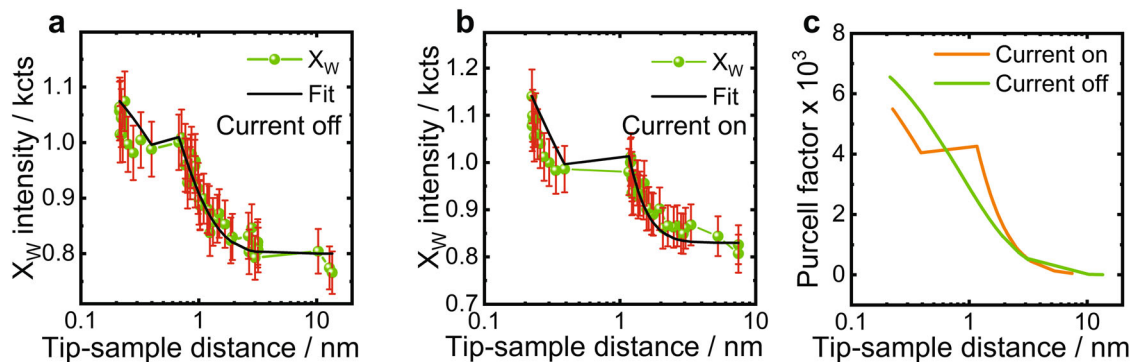 a
X_W intensity / kcts
1.1
1.0
0.9
0.8
0.1
1
10
Tip-sample distance / nm
X_W
Fit
Current off
b
X_W intensity / kcts
1.2
1.1
1.0
0.9
0.8
0.7
0.1
1
10
Tip-sample distance / nm
X_W
Fit
Current on
c
Purcell factor x 10³
8
6
4
2
0
0.1
1
10
Tip-sample distance / nm
Current on
Current off